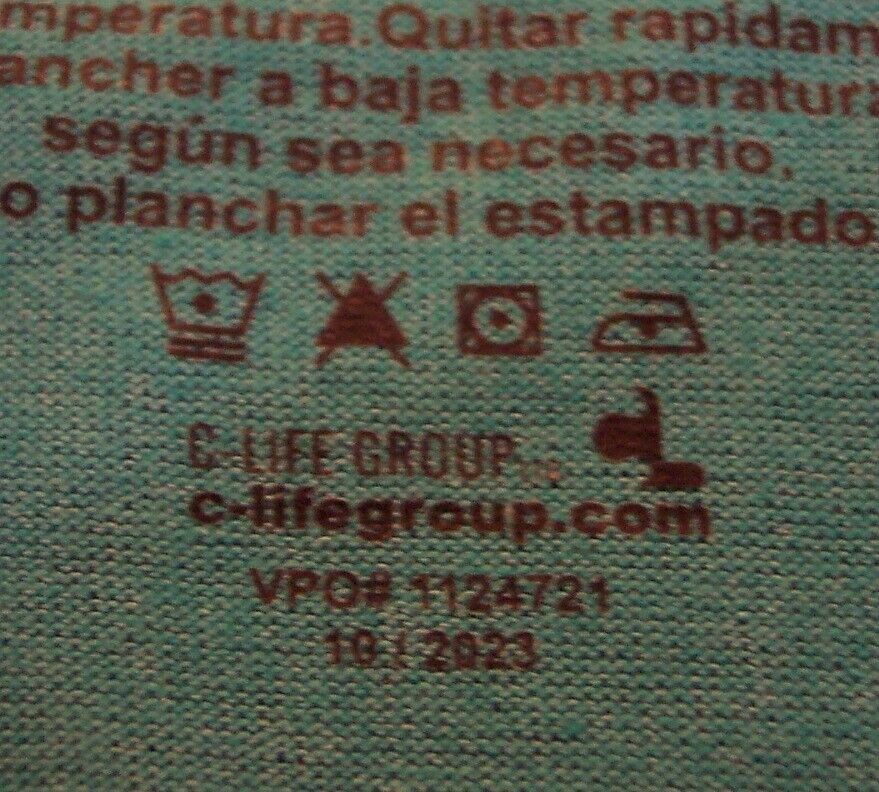 mperatura.Quitar rapidam
ancher a baja temperatura
según sea necesario.
o planchar el estampado
C-LIFE GROUP
c-lifegroup.com
VPO# 1124721
10 / 2023